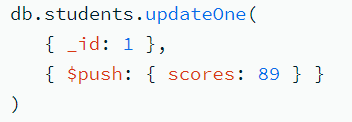 db.students.updateOne(
   { _id: 1 },
   { $push: { scores: 89 } }
)